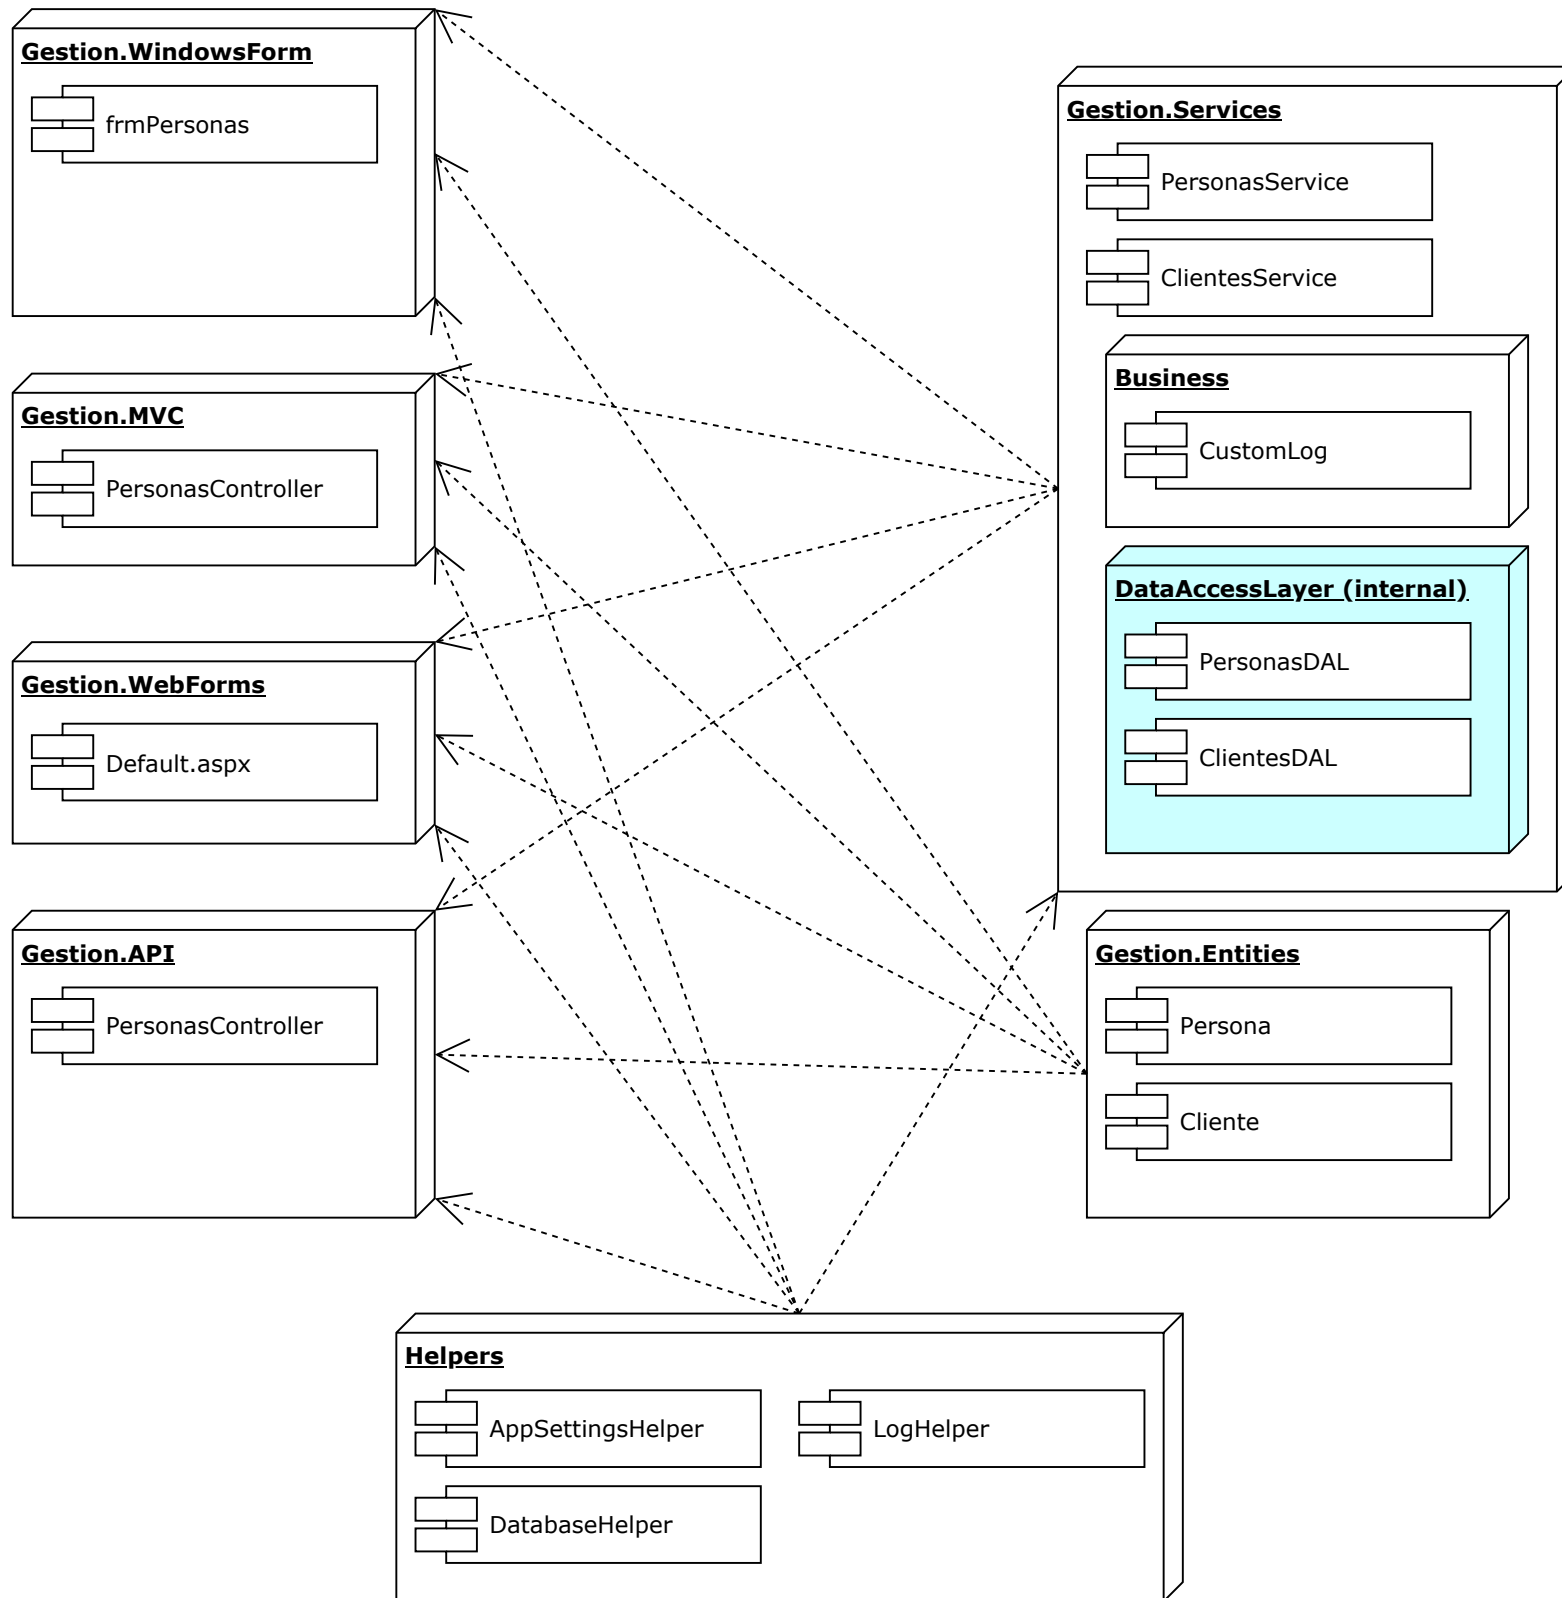 Gestion.WindowsForm
frmPersonas
Gestion.MVC
PersonasController
Gestion.WebForms
Default.aspx
Gestion.API
PersonasController
Gestion.Services
PersonasService
ClientesService
Business
CustomLog
DataAccessLayer (internal)
PersonasDAL
ClientesDAL
Gestion.Entities
Persona
Cliente
Helpers
AppSettingsHelper
LogHelper
DatabaseHelper